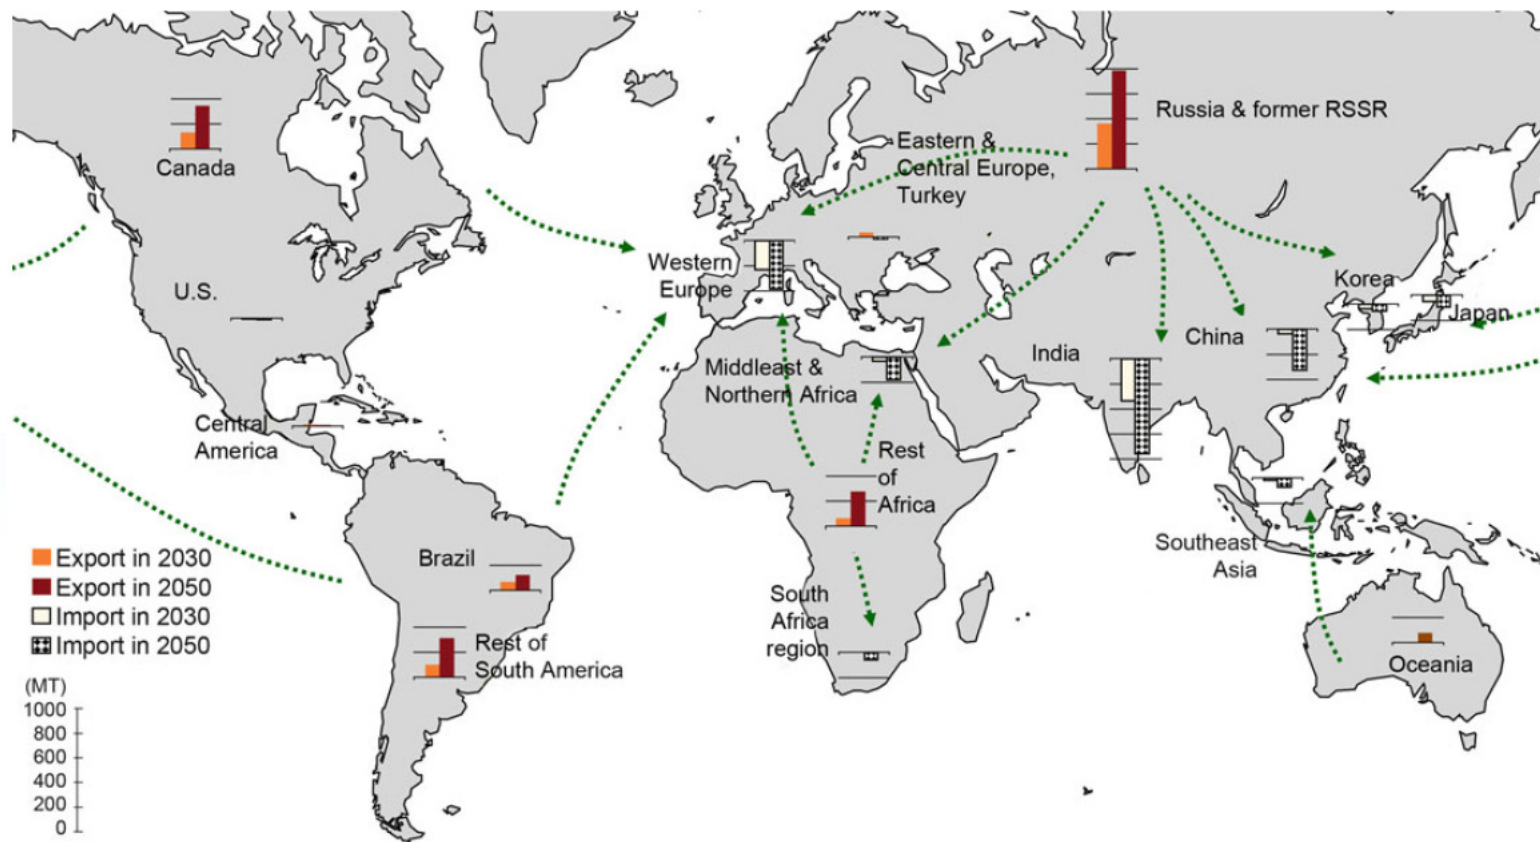 Canada
Russia & former RSSR
Eastern &
Central Europe,
Turkey
Western
Europe
U.S.
Korea
Japan
China
India
Middleast &
Northern Africa
Central
America
Rest
of
Africa
Brazil
Southeast
Asia
South
Africa
region
Rest of
South America
Oceania
Export in 2030
Export in 2050
Import in 2030
Import in 2050
(MT)
1000
800
600
400
200
0